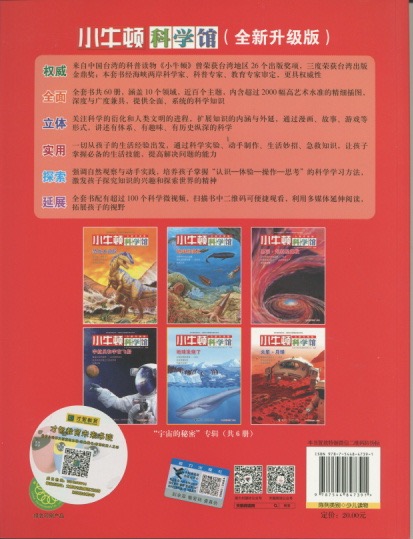 小牛顿科学馆（全新升级版）
权威 来自中国台湾的科普读物《小牛顿》曾荣获台湾地区26个出版奖项，三度荣获台湾出版
金鼎奖；本套书经海峡两岸科学家、科普专家、教育专家审定，更具权威性
全面 全套书共60册，涵盖10个领域，近百个主题，内含超过2000幅高艺术水准的精细插图，
深度与广度兼具，提供全面、系统的科学知识
立体 关注科学的衍化和人类文明的进程，扩展知识的内涵与外延，通过漫画、故事、游戏等
形式，讲述有体系、有趣味、有历史纵深的科学
实用 一切从孩子的生活经验出发，通过科学实验、动手制作、生活妙招、急救知识，让孩子
掌握必备的生活技能，提高解决问题的能力
探索 强调自然观察与动手实践，培养孩子掌握“认识—体验—操作—思考”的科学学习方法，
激发孩子探究知识的兴趣和探索世界的精神
延展 全套书配有超过100个科学微视频，扫描书中二维码可便捷观看，利用多媒体延伸阅读，
拓展孩子的视野
小牛顿科学馆
小牛顿科学馆
小牛顿科学馆
小牛顿科学馆
小牛顿科学馆
小牛顿科学馆
“宇宙的秘密”专辑（共6册）
ISBN 978-7-5448-4739-1
9 787544 847391
定价：20.00元